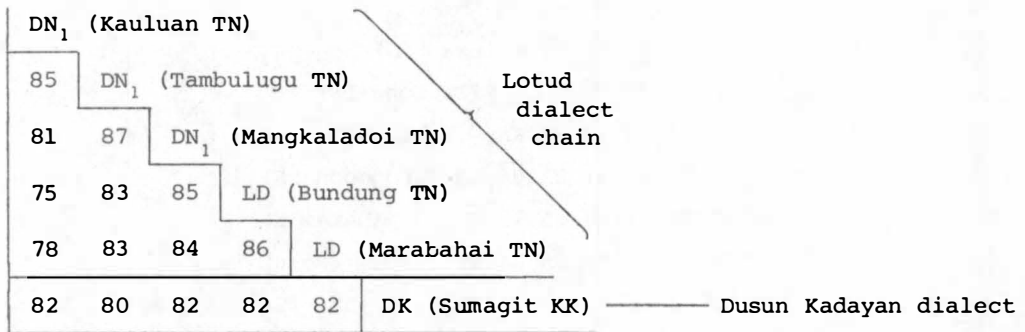 DN₁ (Kauluan TN)
85 DN₁ (Tambulugu TN) Lotud
dialect
81 87 DN₁ (Mangkaladoi TN) chain
75 83 85 LD (Bundung TN)
78 83 84 86 LD (Marabahai TN)
82 80 82 82 82 DK (Sumagit KK) Dusun Kadayan dialect